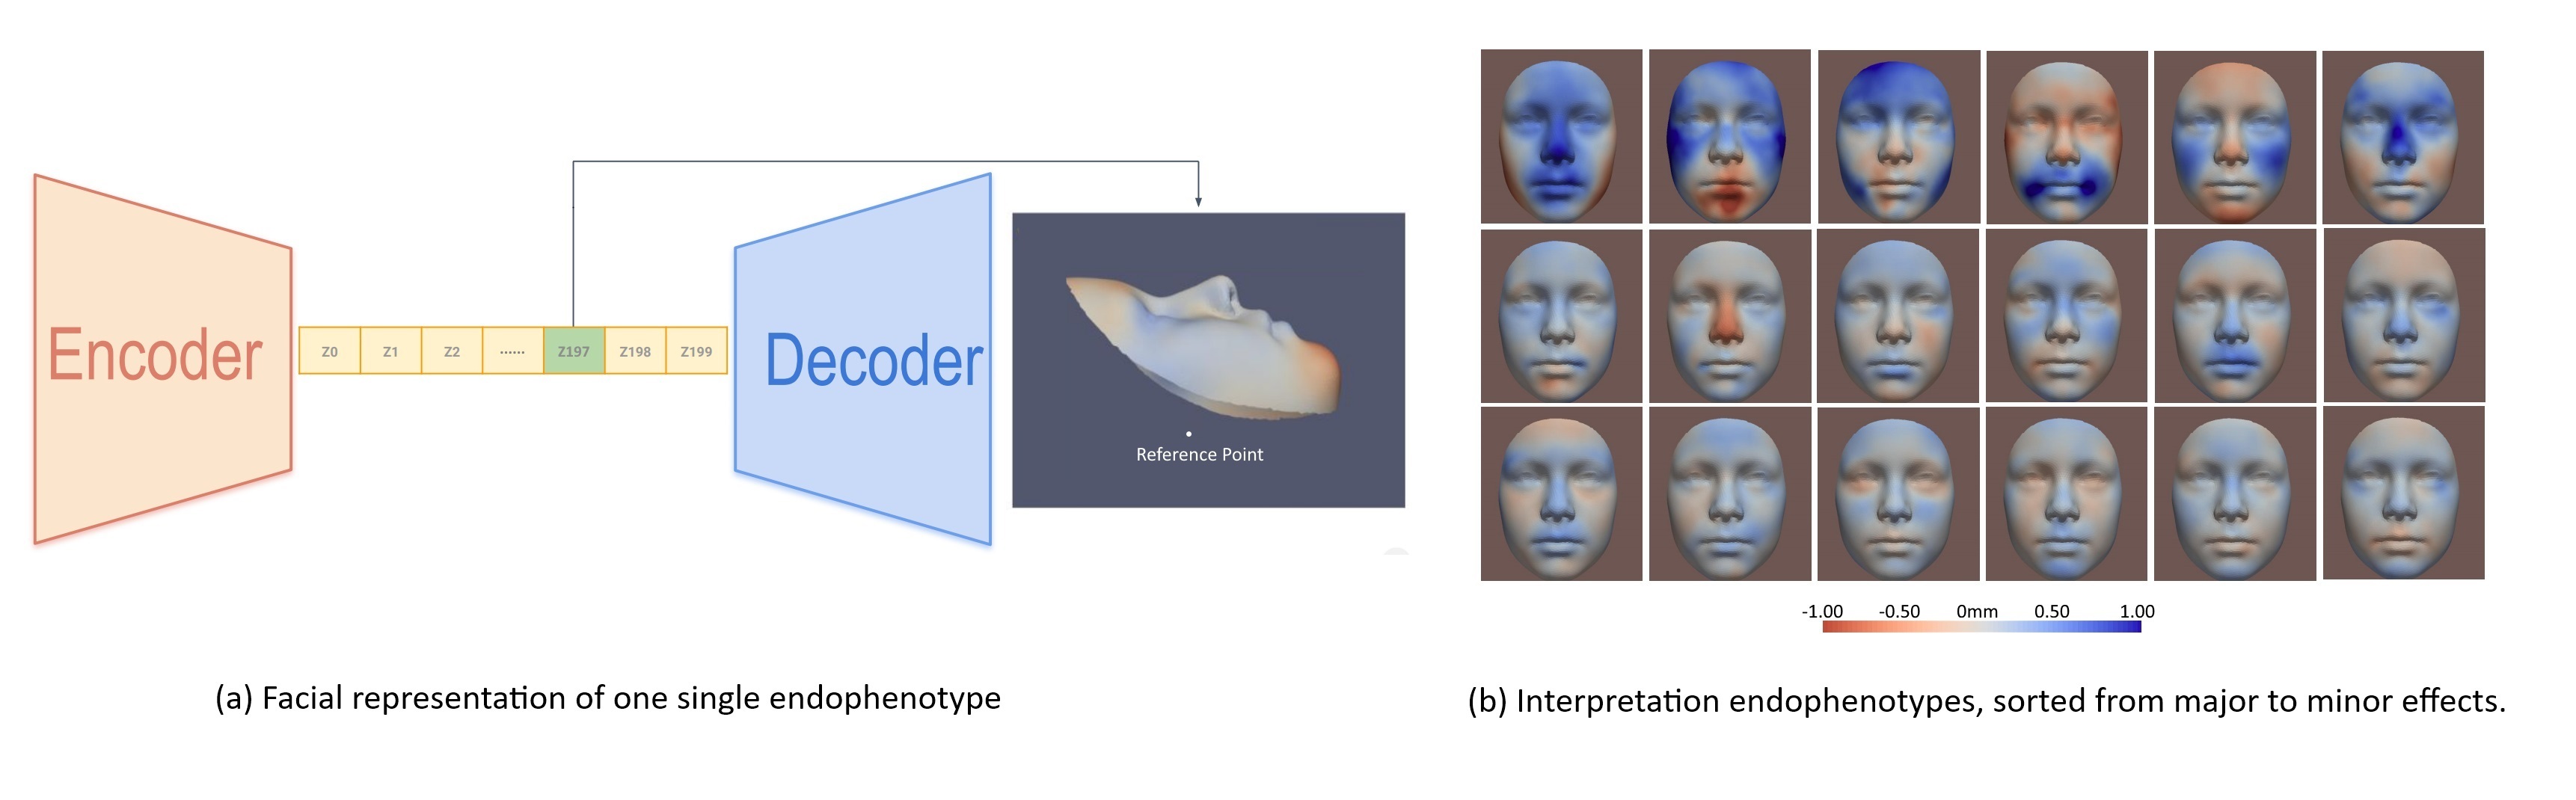 Encoder
Z0 Z1 Z2 ...... Z197 Z198 Z199
Decoder
Reference Point
-1.00 -0.50 0mm 0.50 1.00
(a) Facial representation of one single endophenotype
(b) Interpretation endophenotypes, sorted from major to minor effects.